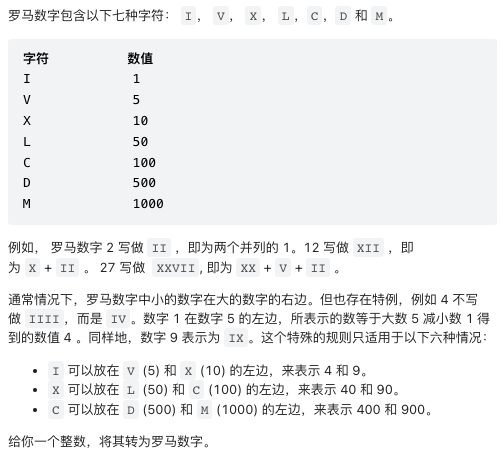 罗马数字包含以下七种字符： I， V， X， L，C，D 和 M。
字符 数值
I 1
V 5
X 10
L 50
C 100
D 500
M 1000
例如， 罗马数字 2 写做 II ，即为两个并列的 1。12 写做 XII ，即
为 X + II 。 27 写做 XXVII, 即为 XX + V + II 。
通常情况下，罗马数字中小的数字在大的数字的右边。但也存在特例，例如 4 不写
做 IIII，而是 IV。数字 1 在数字 5 的左边，所表示的数等于大数 5 减小数 1 得
到的数值 4 。同样地，数字 9 表示为 IX。这个特殊的规则只适用于以下六种情况：
• I 可以放在 V (5) 和 X (10) 的左边，来表示 4 和 9。
• X 可以放在 L (50) 和 C (100) 的左边，来表示 40 和 90。
• C 可以放在 D (500) 和 M (1000) 的左边，来表示 400 和 900。
给你一个整数，将其转为罗马数字。